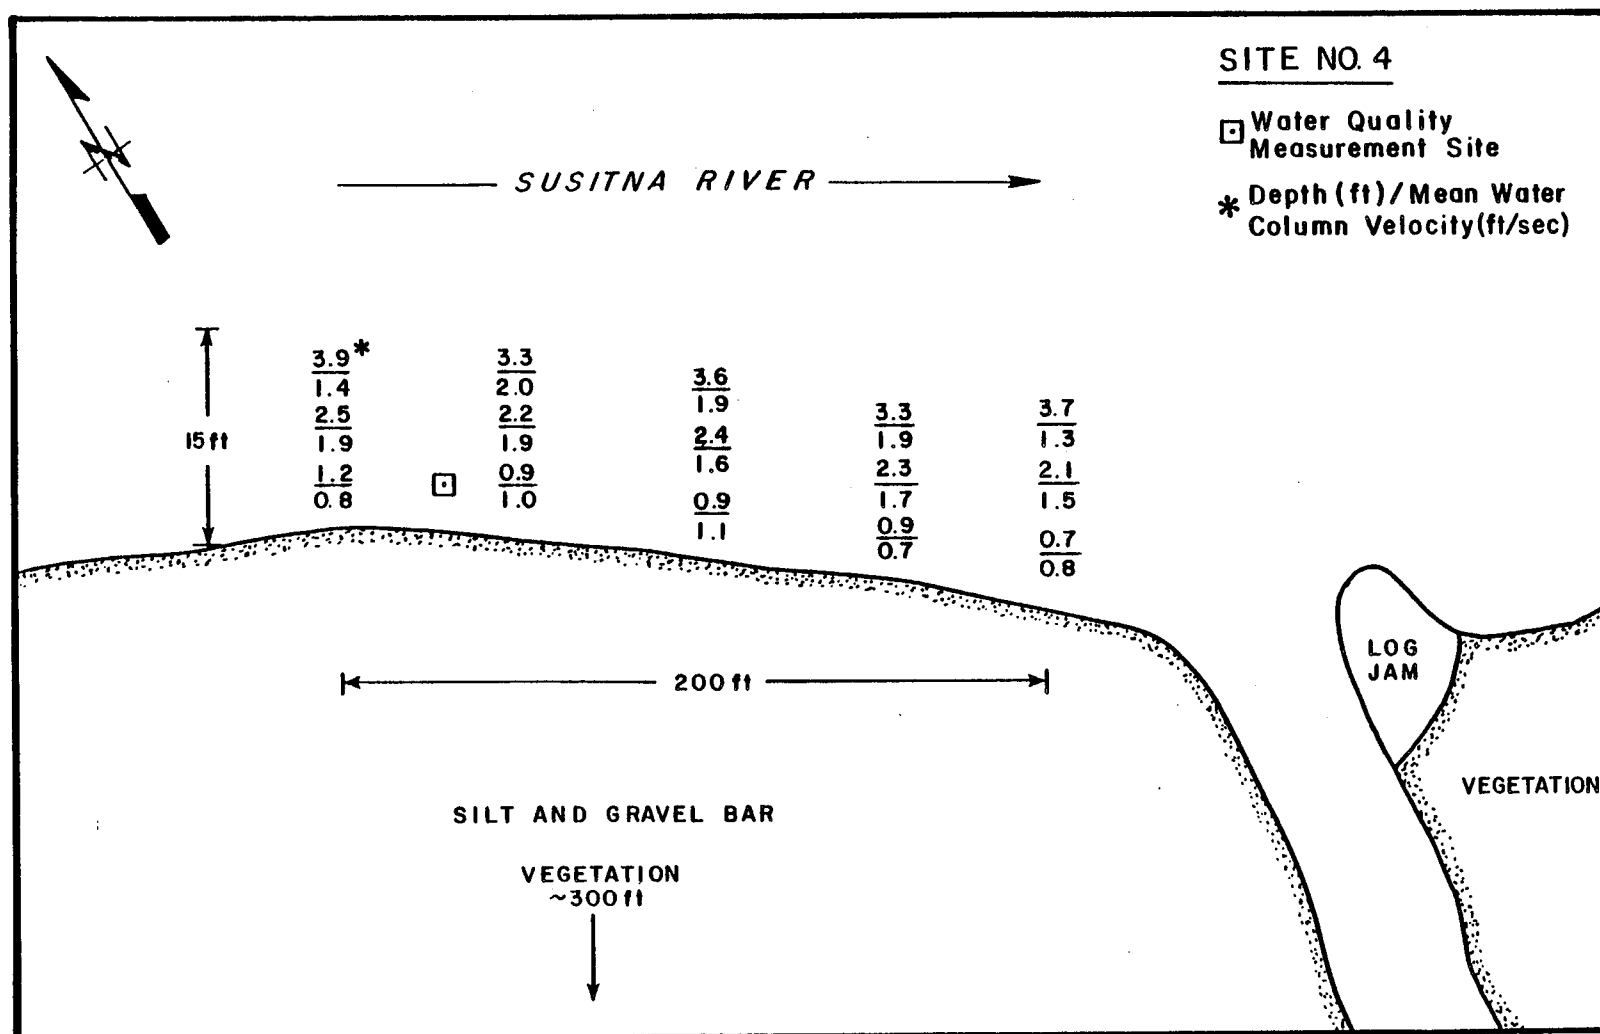 SITE NO. 4
Water Quality
Measurement Site
* Depth (ft)/Mean Water
Column Velocity (ft/sec)
SUSITNA RIVER
15 ft
3.9*
1.4
2.5
1.9
1.2
0.8
3.3
2.0
2.2
1.9
0.9
1.0
3.6
1.9
2.4
1.6
0.9
1.1
3.3
1.9
2.3
1.7
0.9
0.7
3.7
1.3
2.1
1.5
0.7
0.8
200 ft
LOG
JAM
VEGETATION
SILT AND GRAVEL BAR
VEGETATION
~300 ft